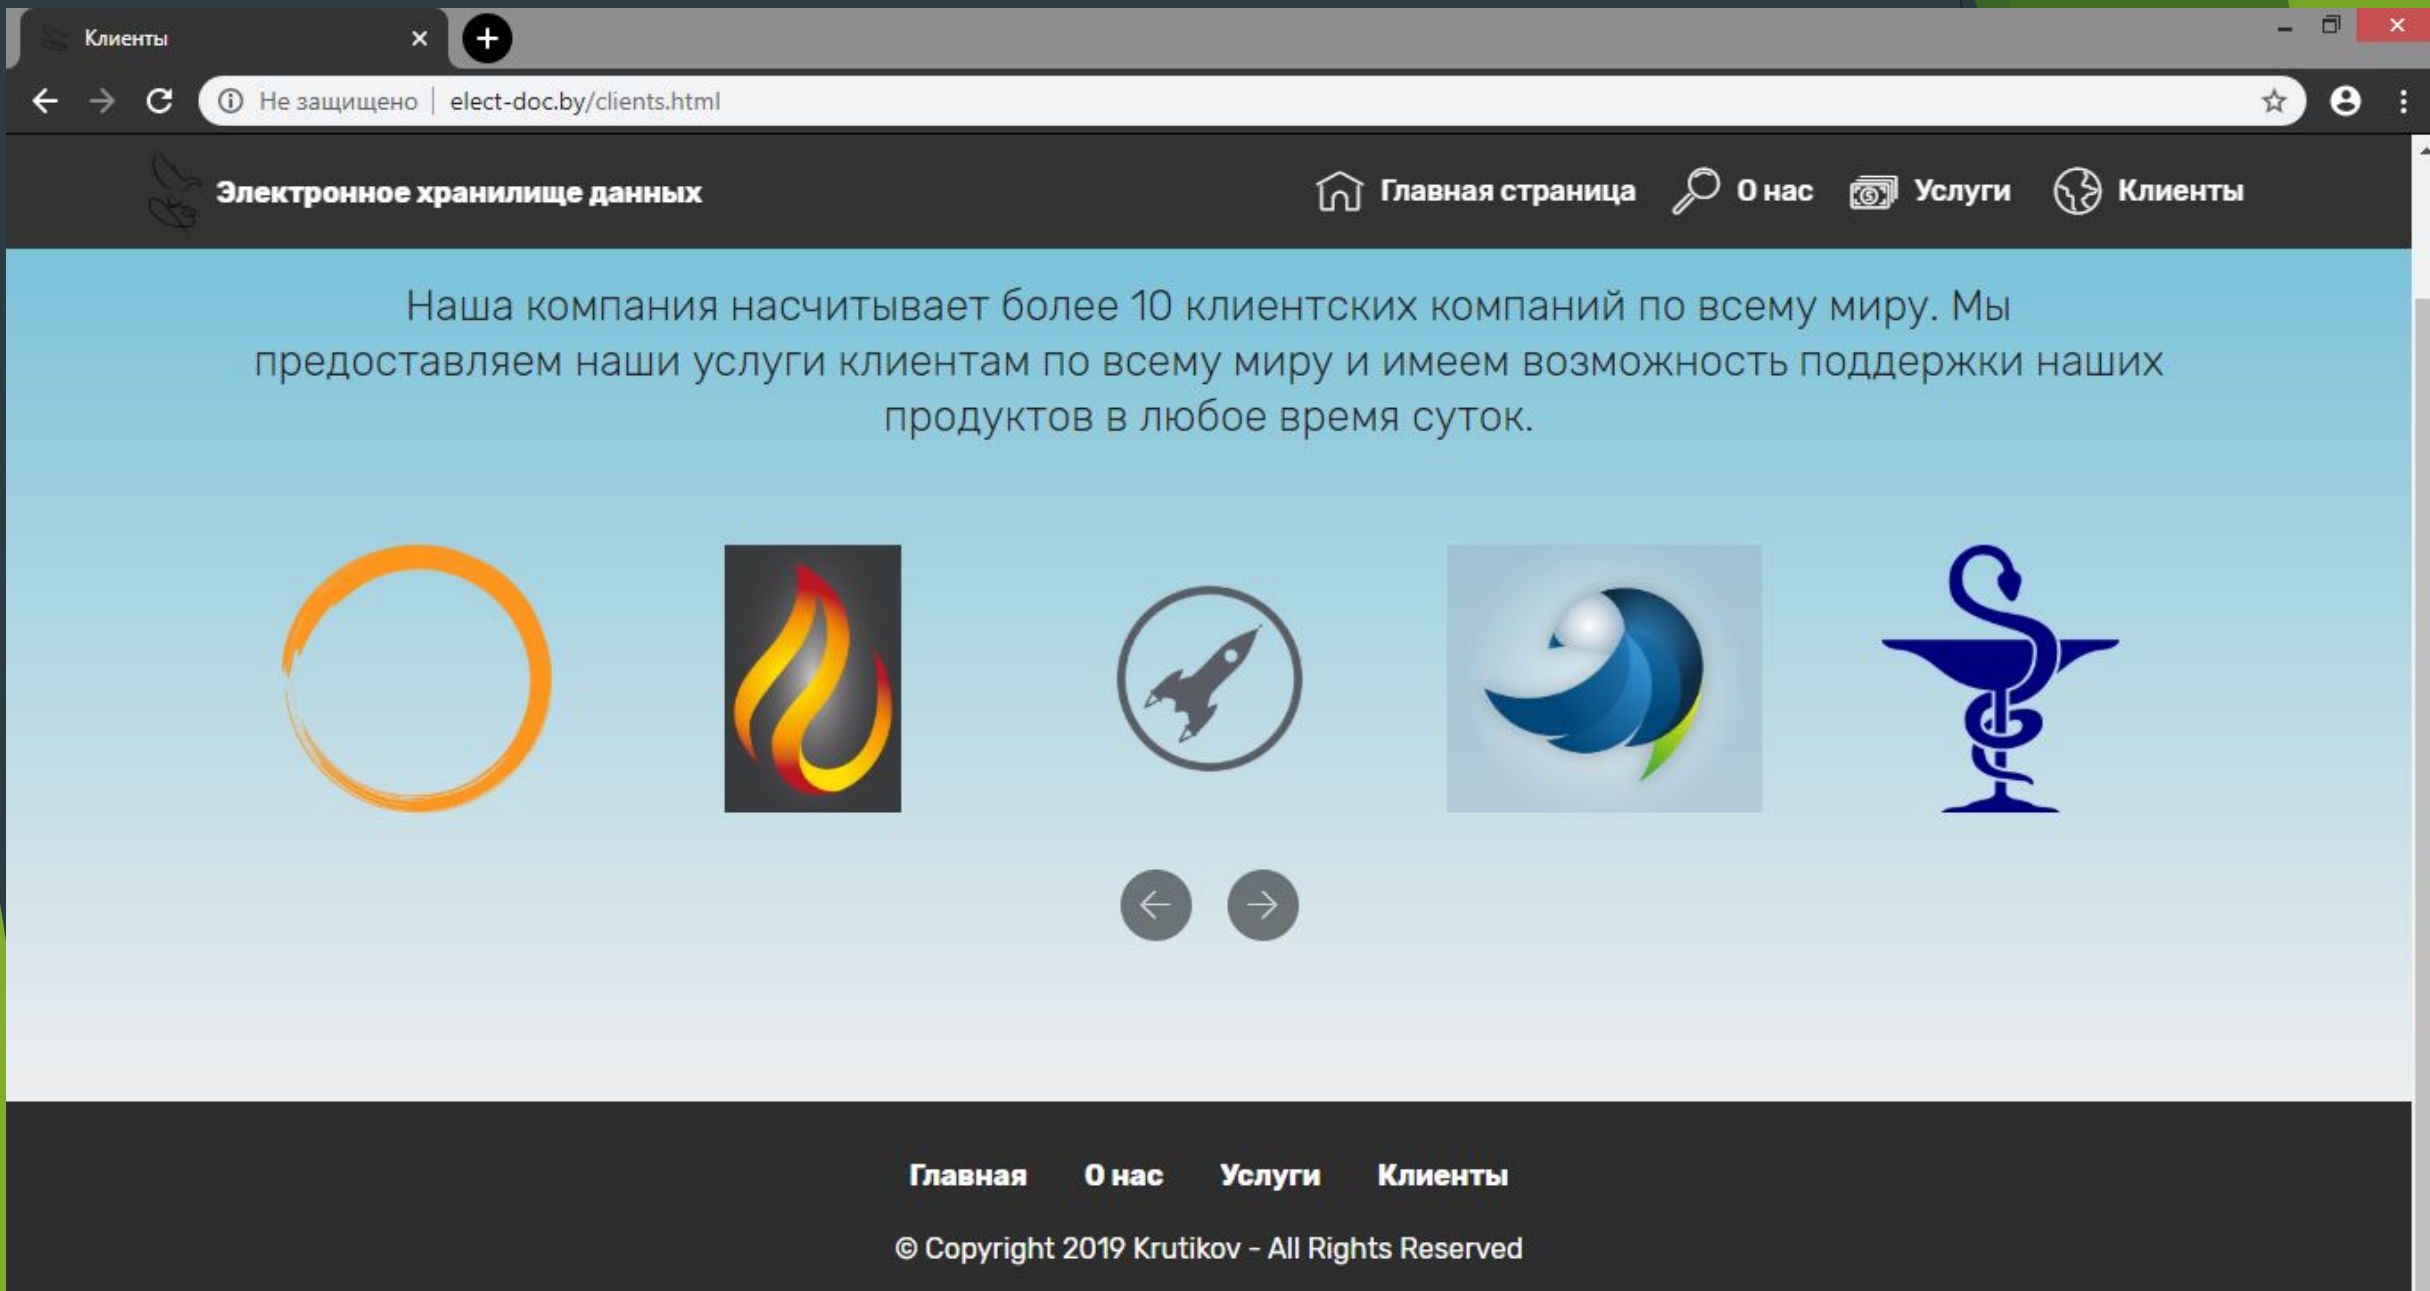 Клиенты
Не защищено | elect-doc.by/clients.html
Электронное хранилище данных
Главная страница
О нас
Услуги
Клиенты
Наша компания насчитывает более 10 клиентских компаний по всему миру. Мы
предоставляем наши услуги клиентам по всему миру и имеем возможность поддержки наших
продуктов в любое время суток.
Главная О нас Услуги Клиенты
© Copyright 2019 Krutikov - All Rights Reserved